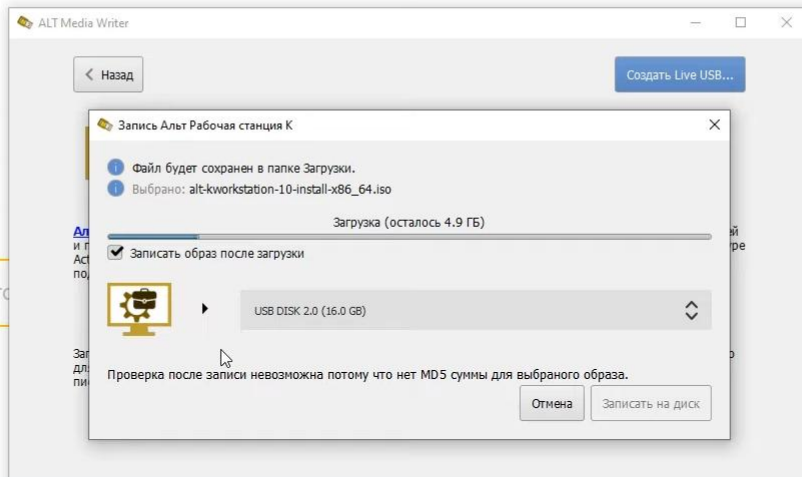 ALT Media Writer
Назад
Создать Live USB...
Запись Альт Рабочая станция К
Файл будет сохранен в папке Загрузки.
Выбрано: alt-kworkstation-10-install-x86_64.iso
Загрузка (осталось 4.9 ГБ)
Записать образ после загрузки
USB DISK 2.0 (16.0 GB)
Проверка после записи невозможна потому что нет MD5 суммы для выбраного образа.
Отмена
Записать на диск